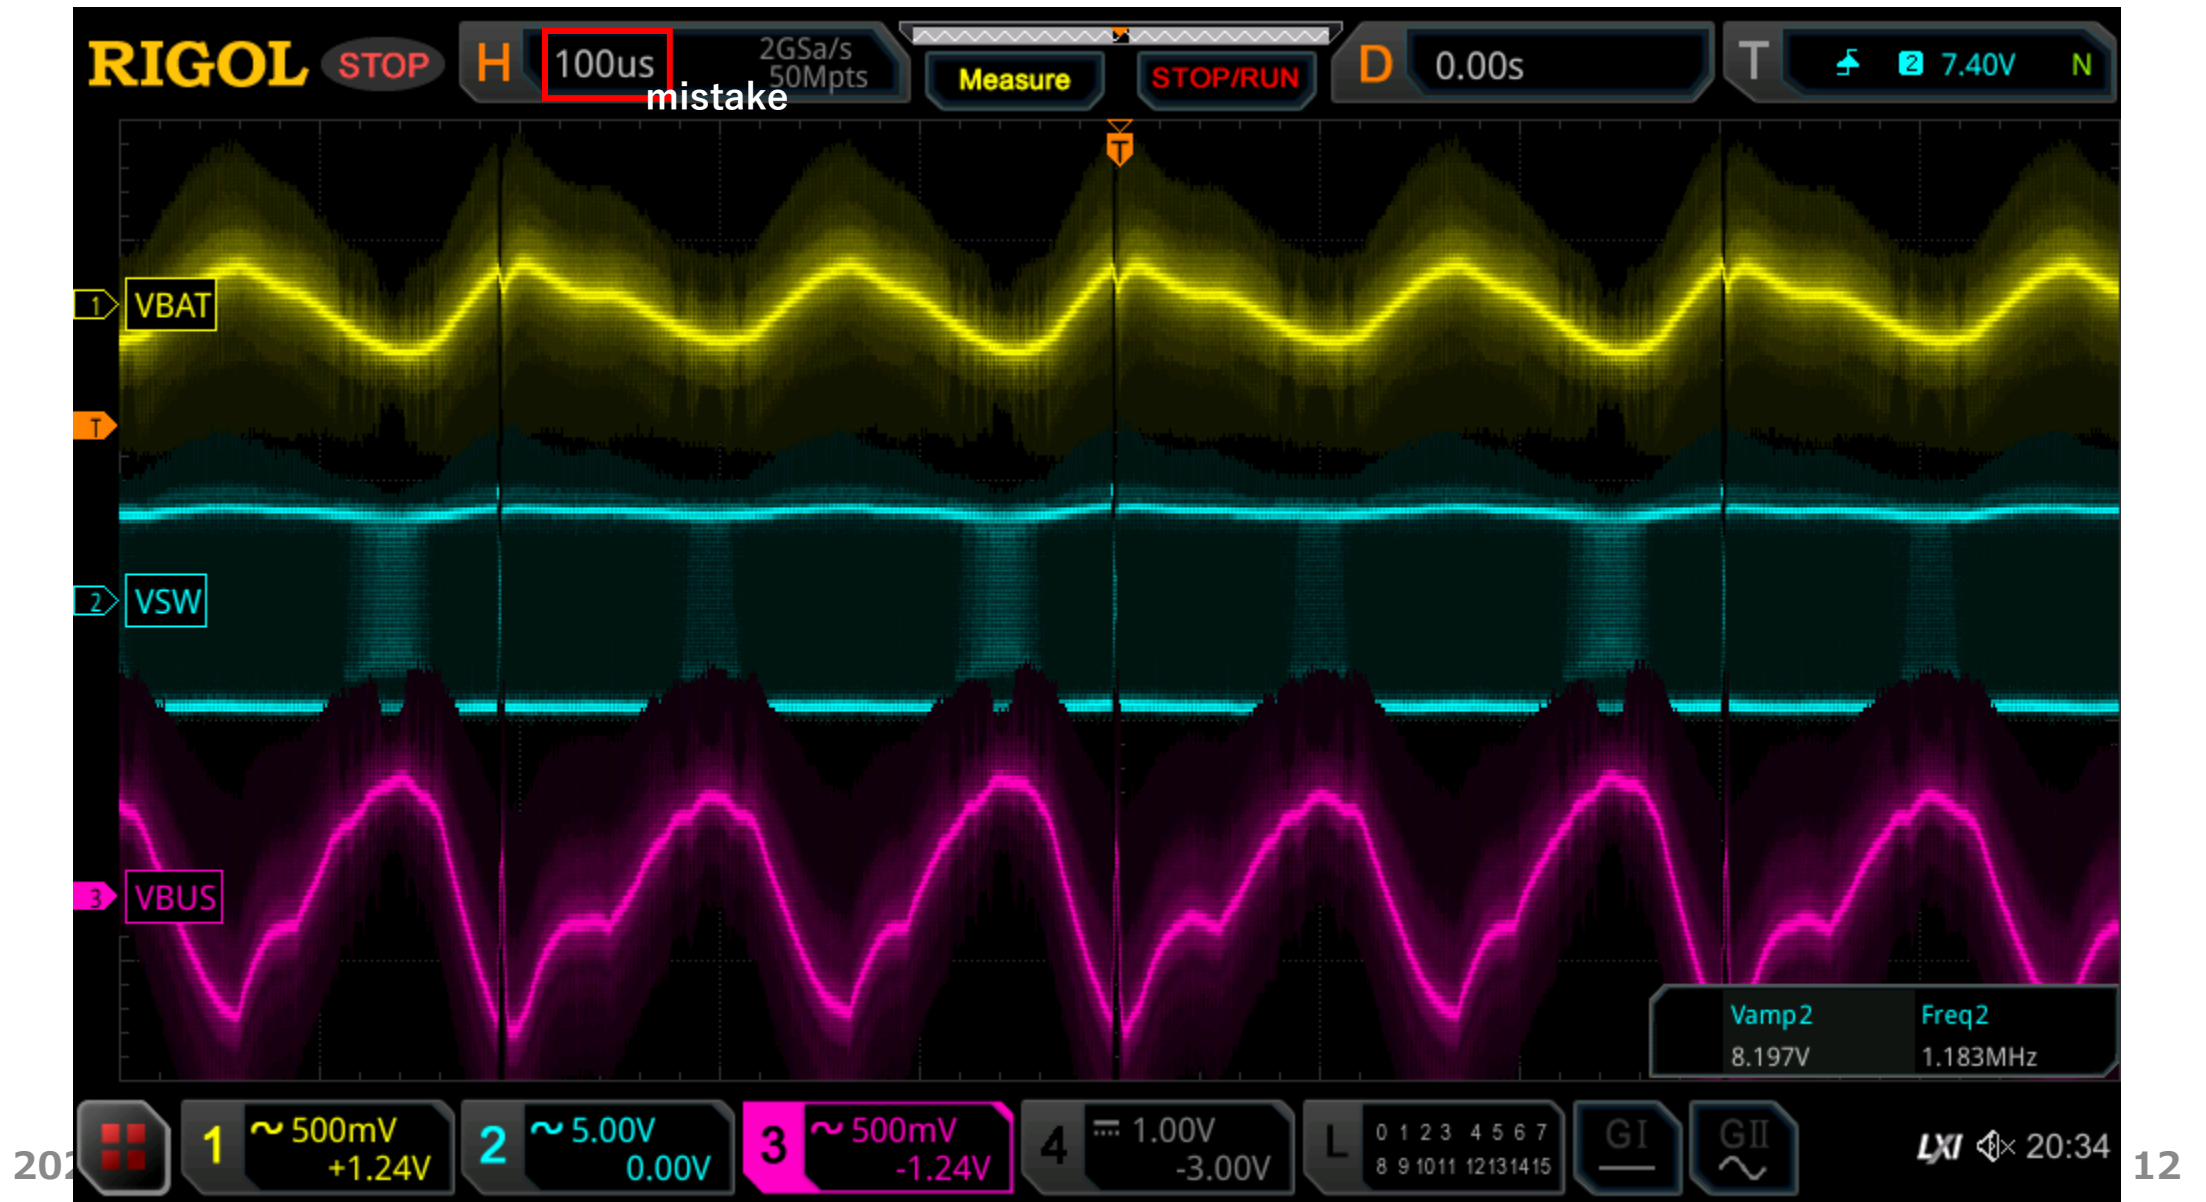 RIGOL STOP H 100us 2GSa/s 50Mpts Measure STOP/RUN D 0.00s T 2 7.40V N
mistake
T
1 VBAT
T
2 VSW
3 VBUS
Vamp2 Freq2
8.197V 1.183MHz
1 500mV +1.24V
2 5.00V 0.00V
3 500mV -1.24V
4 1.00V -3.00V
L 0 1 2 3 4 5 6 7
8 9 10 11 12 13 14 15
GI GII
LXI 20:34
12